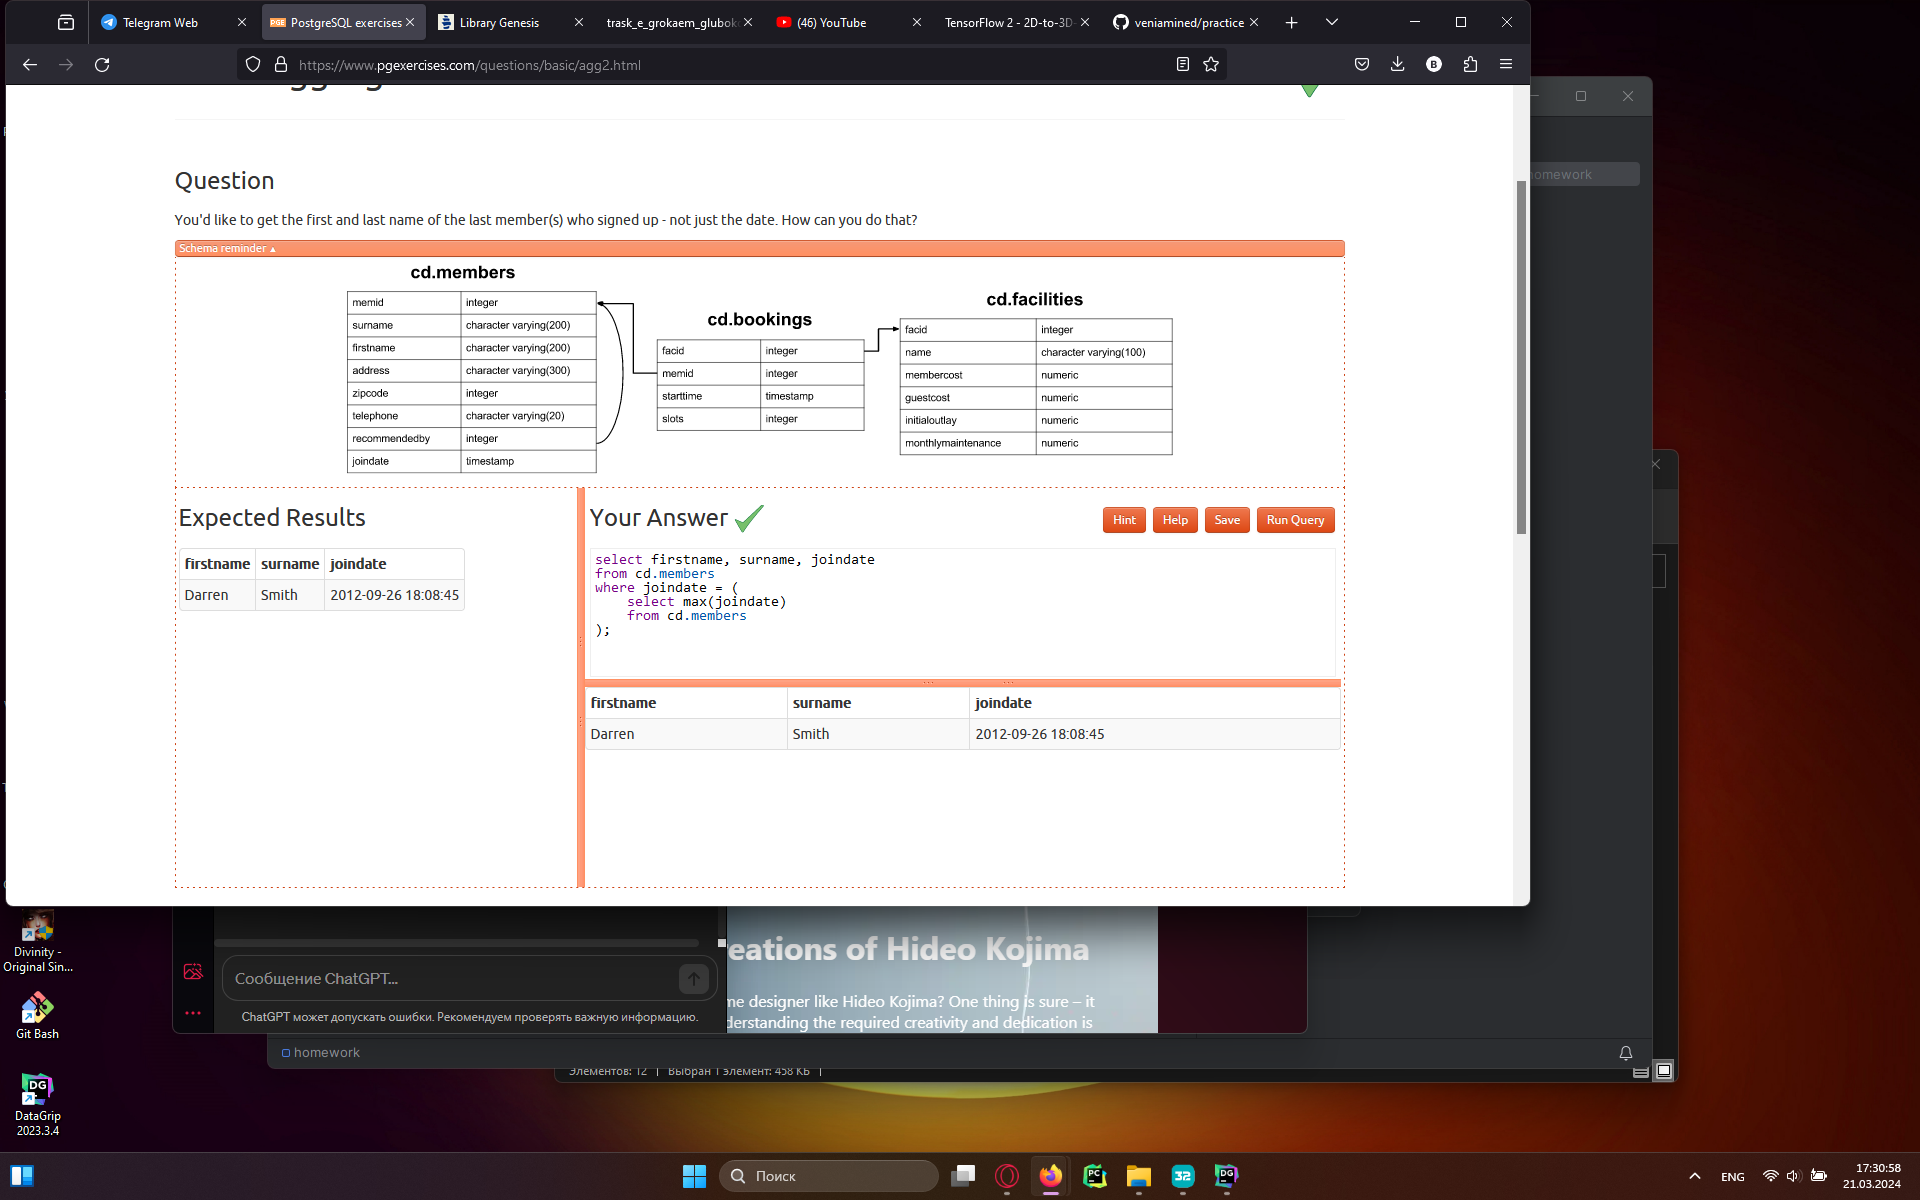 Telegram Web
PostgreSQL exercises
Library Genesis
trask_e_grokaem_glubok
(46) YouTube
TensorFlow 2 - 2D-to-3D-
veniamined/practice
https://www.pgexercises.com/questions/basic/agg2.html
B
homework
Question
You'd like to get the first and last name of the last member(s) who signed up - not just the date. How can you do that?
Schema reminder ▴
cd.members
memid integer
surname character varying(200)
firstname character varying(200)
address character varying(300)
zipcode integer
telephone character varying(20)
recommendedby integer
joindate timestamp
cd.bookings
facid integer
memid integer
starttime timestamp
slots integer
cd.facilities
facid integer
name character varying(100)
membercost numeric
guestcost numeric
initialoutlay numeric
monthlymaintenance numeric
Expected Results
firstname surname joindate
Darren Smith 2012-09-26 18:08:45
Your Answer
Hint Help Save Run Query
select firstname, surname, joindate
from cd.members
where joindate = (
select max(joindate)
from cd.members
);
firstname surname joindate
Darren Smith 2012-09-26 18:08:45
Divinity -
Original Sin...
Git Bash
DG
DataGrip
2023.3.4
Сообщение ChatGPT...
ChatGPT может допускать ошибки. Рекомендуем проверять важную информацию.
eations of Hideo Kojima
me designer like Hideo Kojima? One thing is sure – it
derstanding the required creativity and dedication is
homework
Элементов: 12 | Выбран 1 элемент: 458 КБ |
Поиск
PC
32
DG
ENG
17:30:58
21.03.2024